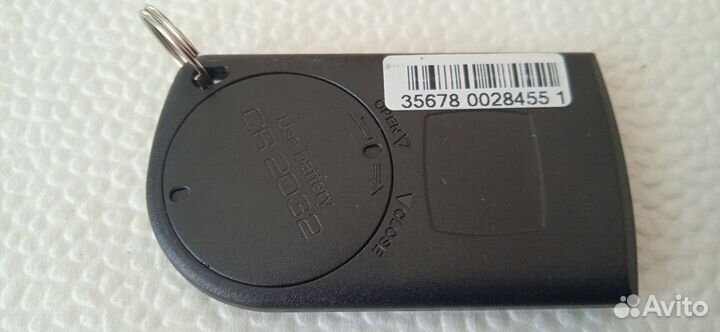 35678 0028455 1
OPEN
Use battery
CR 2032
CLOSE
Avito